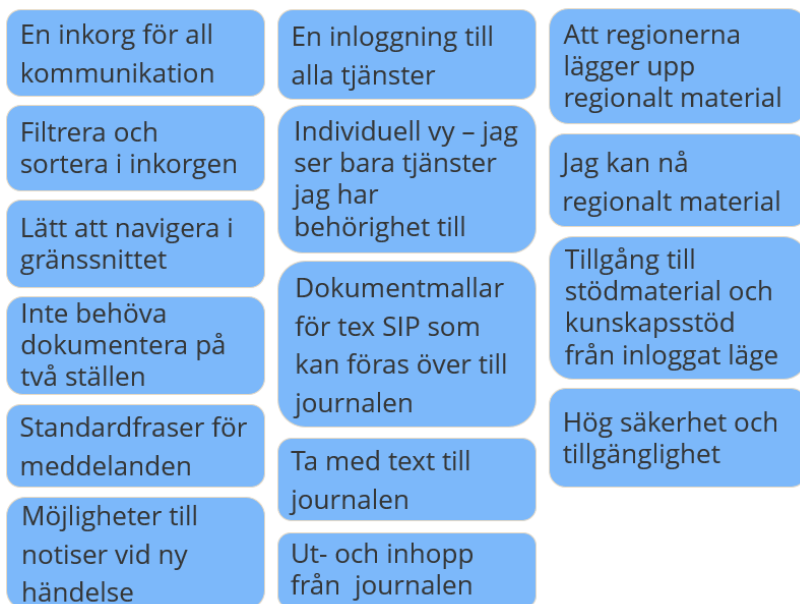 En inkorg för all
kommunikation
Filtrera och
sortera i inkorgen
Lätt att navigera i
gränssnittet
Inte behöva
dokumentera på
två ställen
Standardfraser för
meddelanden
Möjligheter till
notiser vid ny
händelse
En inloggning till
alla tjänster
Individuell vy – jag
ser bara tjänster
jag har
behörighet till
Dokumentmallar
för tex SIP som
kan föras över till
journalen
Ta med text till
journalen
Ut- och inhopp
från journalen
Att regionerna
lägger upp
regionalt material
Jag kan nå
regionalt material
Tillgång till
stödmaterial och
kunskapsstöd
från inloggat läge
Hög säkerhet och
tillgänglighet